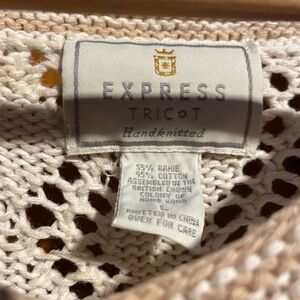 EXPRESS
TRICOT
Handknitted
55% RAMIE
45% COTTON
ASSEMBLED IN THE
BRITISH CROWN
COLONY OF
HONG KONG
L
KNITTED IN CHINA
OVER FOR CARE